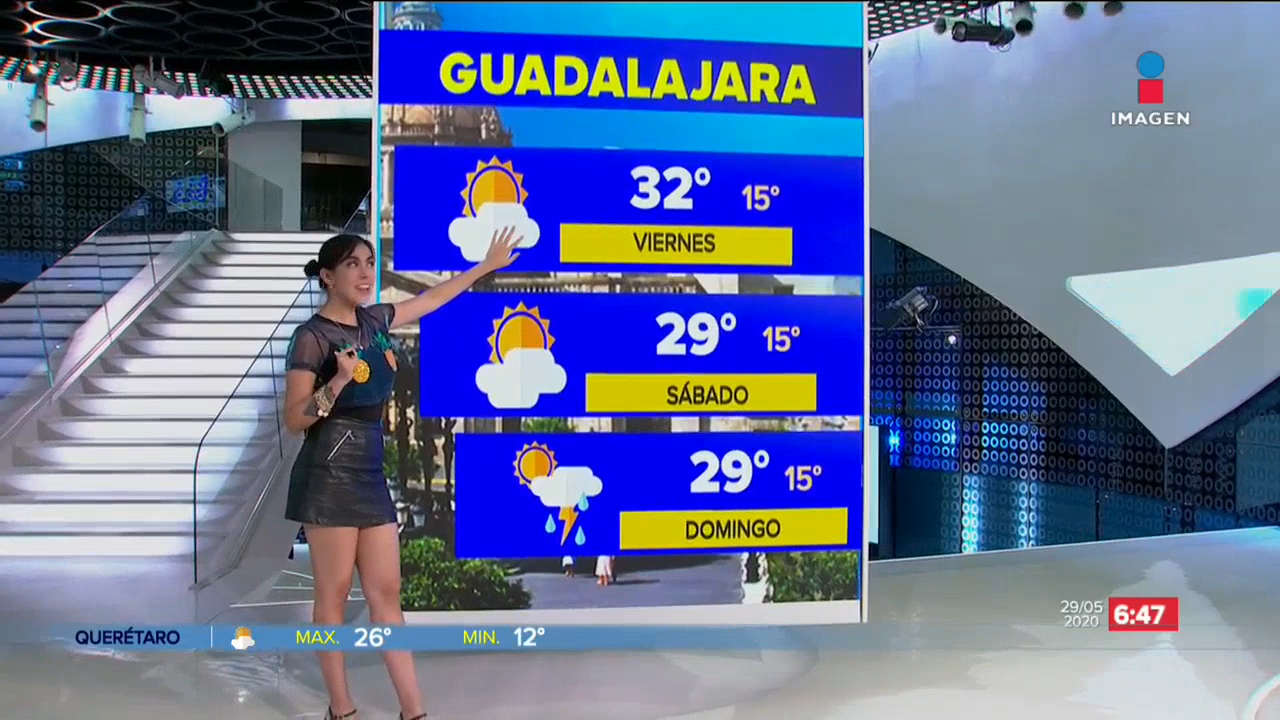 GUADALAJARA
32° 15°
VIERNES
29° 15°
SÁBADO
29° 15°
DOMINGO
IMAGEN
29/05
2020
6:47
QUERÉTARO MAX. 26° MIN. 12°